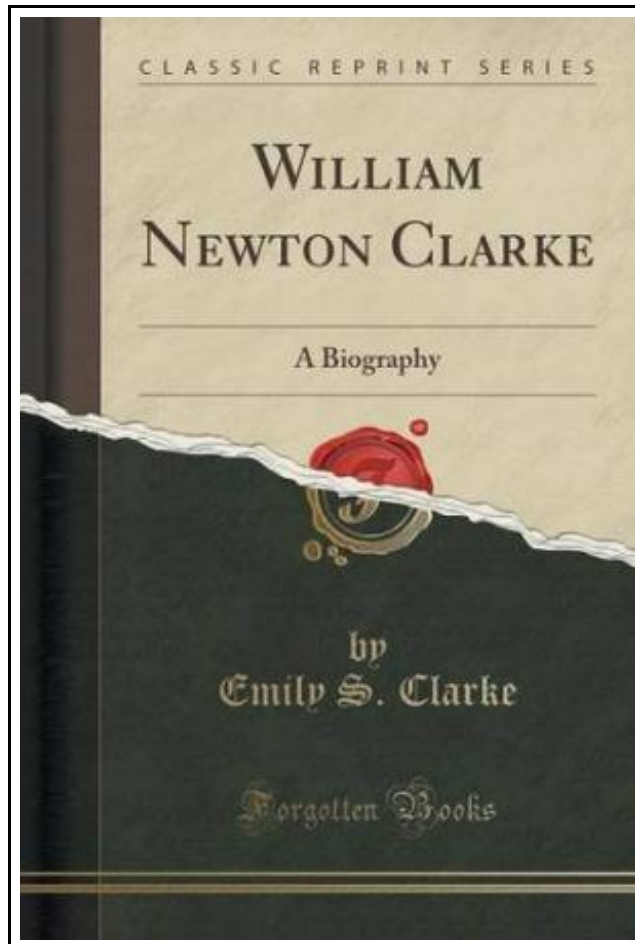 CLASSIC REPRINT SERIES
WILLIAM
NEWTON CLARKE
A Biography
F
by
Emily S. Clarke
Forgotten Books